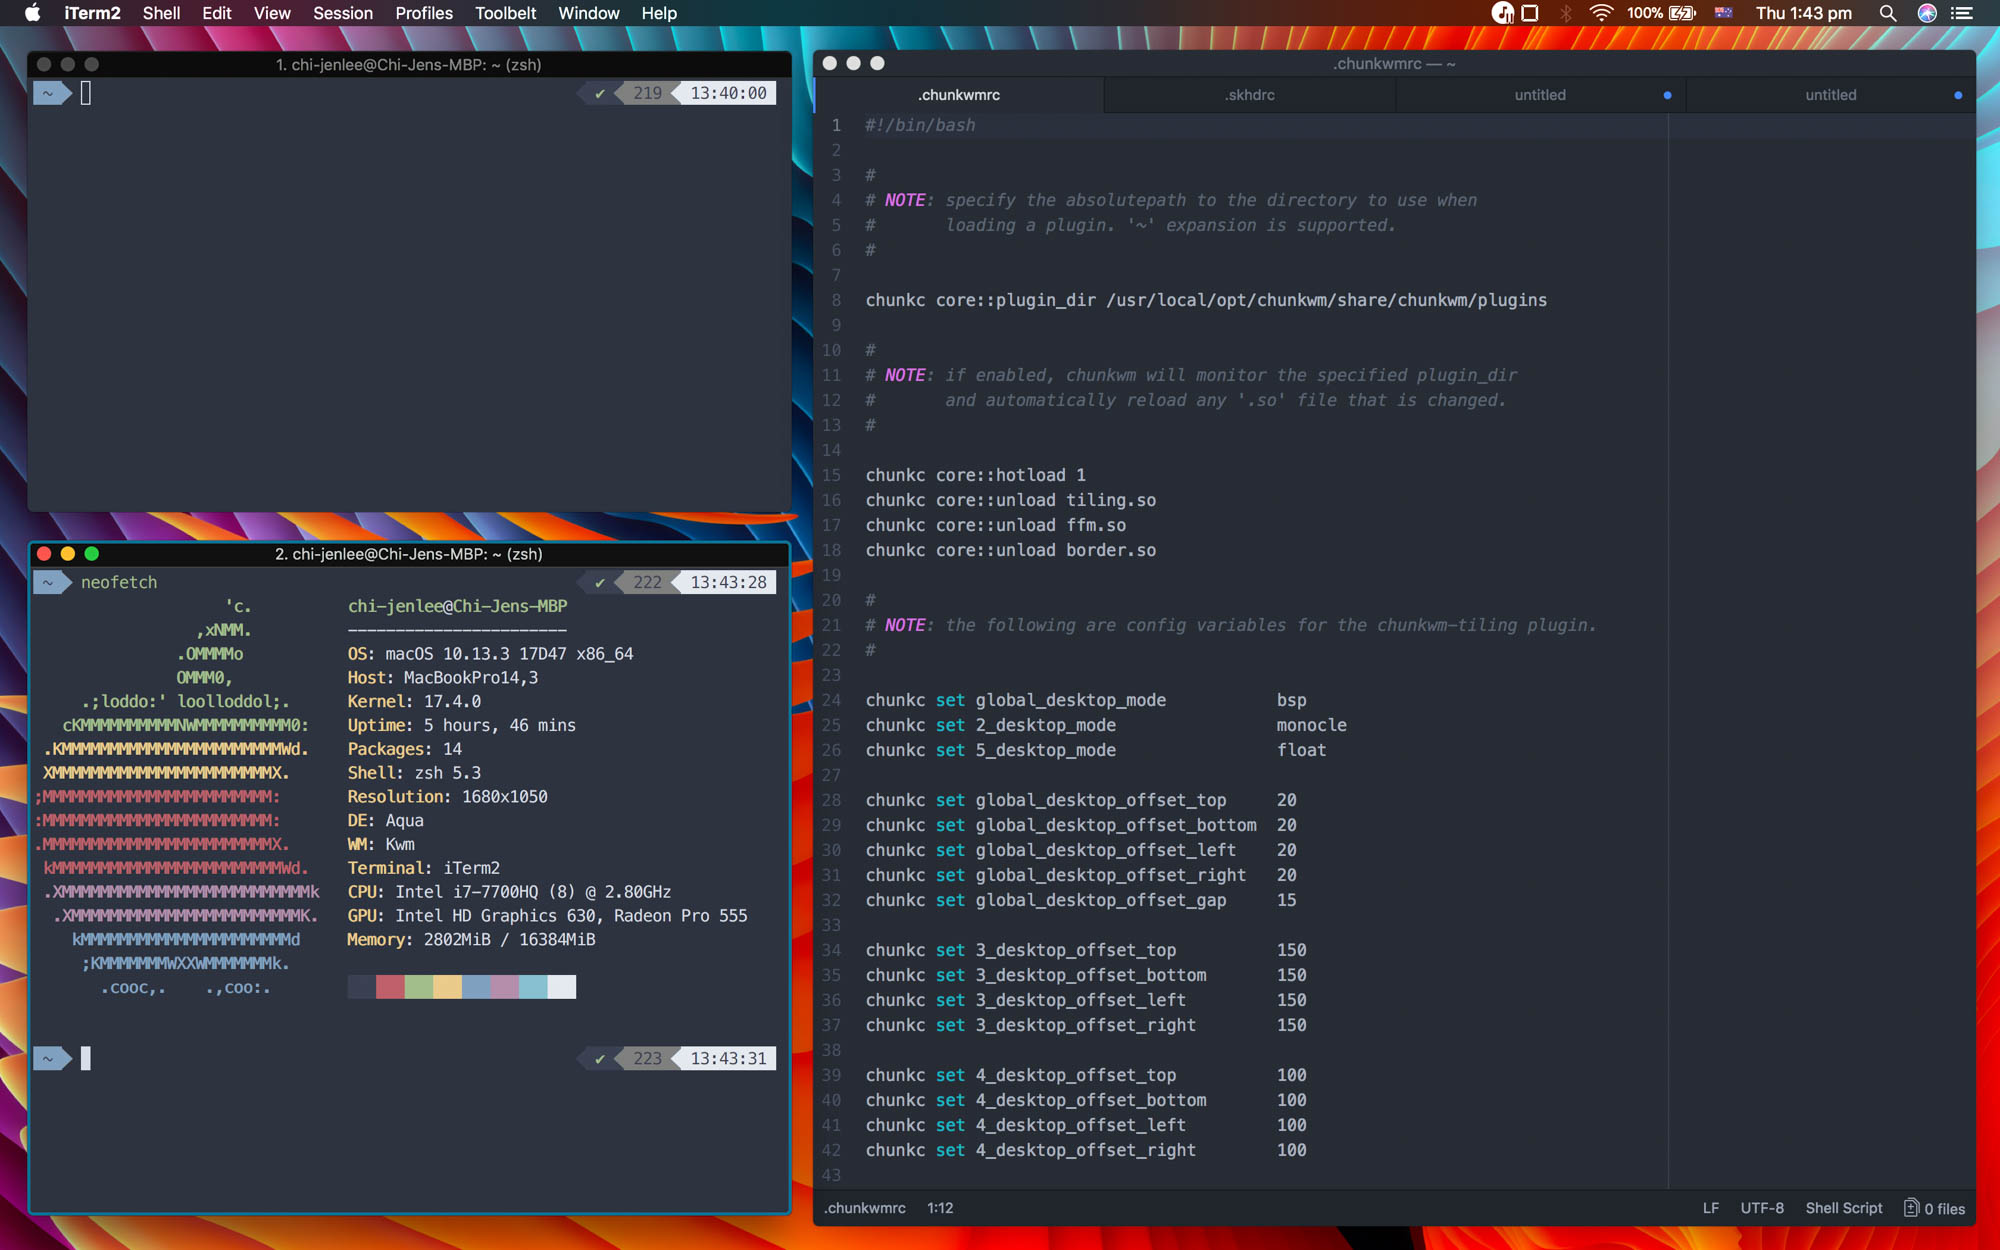 iTerm2 Shell Edit View Session Profiles Toolbelt Window Help 100% Thu 1:43 pm
1. chi-jenlee@Chi-Jens-MBP: ~ (zsh)
~ ✔ 219 13:40:00
2. chi-jenlee@Chi-Jens-MBP: ~ (zsh)
~ neofetch ✔ 222 13:43:28
'c. chi-jenlee@Chi-Jens-MBP
,xNMM. -----------------------
.OMMMMo OS: macOS 10.13.3 17D47 x86_64
OMMM0, Host: MacBookPro14,3
.;loddo:' loolloddol;. Kernel: 17.4.0
cKMMMMMMMMMMNWMMMMMMMMMM0: Uptime: 5 hours, 46 mins
.KMMMMMMMMMMMMMMMMMMMMMMMWd. Packages: 14
XMMMMMMMMMMMMMMMMMMMMMMMX. Shell: zsh 5.3
;MMMMMMMMMMMMMMMMMMMMMMMM: Resolution: 1680x1050
:MMMMMMMMMMMMMMMMMMMMMMMM: DE: Aqua
.MMMMMMMMMMMMMMMMMMMMMMMMX. WM: Kwm
kMMMMMMMMMMMMMMMMMMMMMMMMWd. Terminal: iTerm2
.XMMMMMMMMMMMMMMMMMMMMMMMMMMk CPU: Intel i7-7700HQ (8) @ 2.80GHz
.XMMMMMMMMMMMMMMMMMMMMMMMMK. GPU: Intel HD Graphics 630, Radeon Pro 555
kMMMMMMMMMMMMMMMMMMMMMMd Memory: 2802MiB / 16384MiB
;KMMMMMMMWXXWMMMMMMMk.
.cooc,. .,coo:.
~ ✔ 223 13:43:31
.chunkwmrc — ~
.chunkwmrc .skhdrc untitled untitled
1 #!/bin/bash
2
3 #
4 # NOTE: specify the absolutepath to the directory to use when
5 # loading a plugin. '~' expansion is supported.
6 #
7
8 chunkc core::plugin_dir /usr/local/opt/chunkwm/share/chunkwm/plugins
9
10 #
11 # NOTE: if enabled, chunkwm will monitor the specified plugin_dir
12 # and automatically reload any '.so' file that is changed.
13 #
14
15 chunkc core::hotload 1
16 chunkc core::unload tiling.so
17 chunkc core::unload ffm.so
18 chunkc core::unload border.so
19
20 #
21 # NOTE: the following are config variables for the chunkwm-tiling plugin.
22 #
23
24 chunkc set global_desktop_mode bsp
25 chunkc set 2_desktop_mode monocle
26 chunkc set 5_desktop_mode float
27
28 chunkc set global_desktop_offset_top 20
29 chunkc set global_desktop_offset_bottom 20
30 chunkc set global_desktop_offset_left 20
31 chunkc set global_desktop_offset_right 20
32 chunkc set global_desktop_offset_gap 15
33
34 chunkc set 3_desktop_offset_top 150
35 chunkc set 3_desktop_offset_bottom 150
36 chunkc set 3_desktop_offset_left 150
37 chunkc set 3_desktop_offset_right 150
38
39 chunkc set 4_desktop_offset_top 100
40 chunkc set 4_desktop_offset_bottom 100
41 chunkc set 4_desktop_offset_left 100
42 chunkc set 4_desktop_offset_right 100
43
.chunkwmrc 1:12 LF UTF-8 Shell Script 0 files